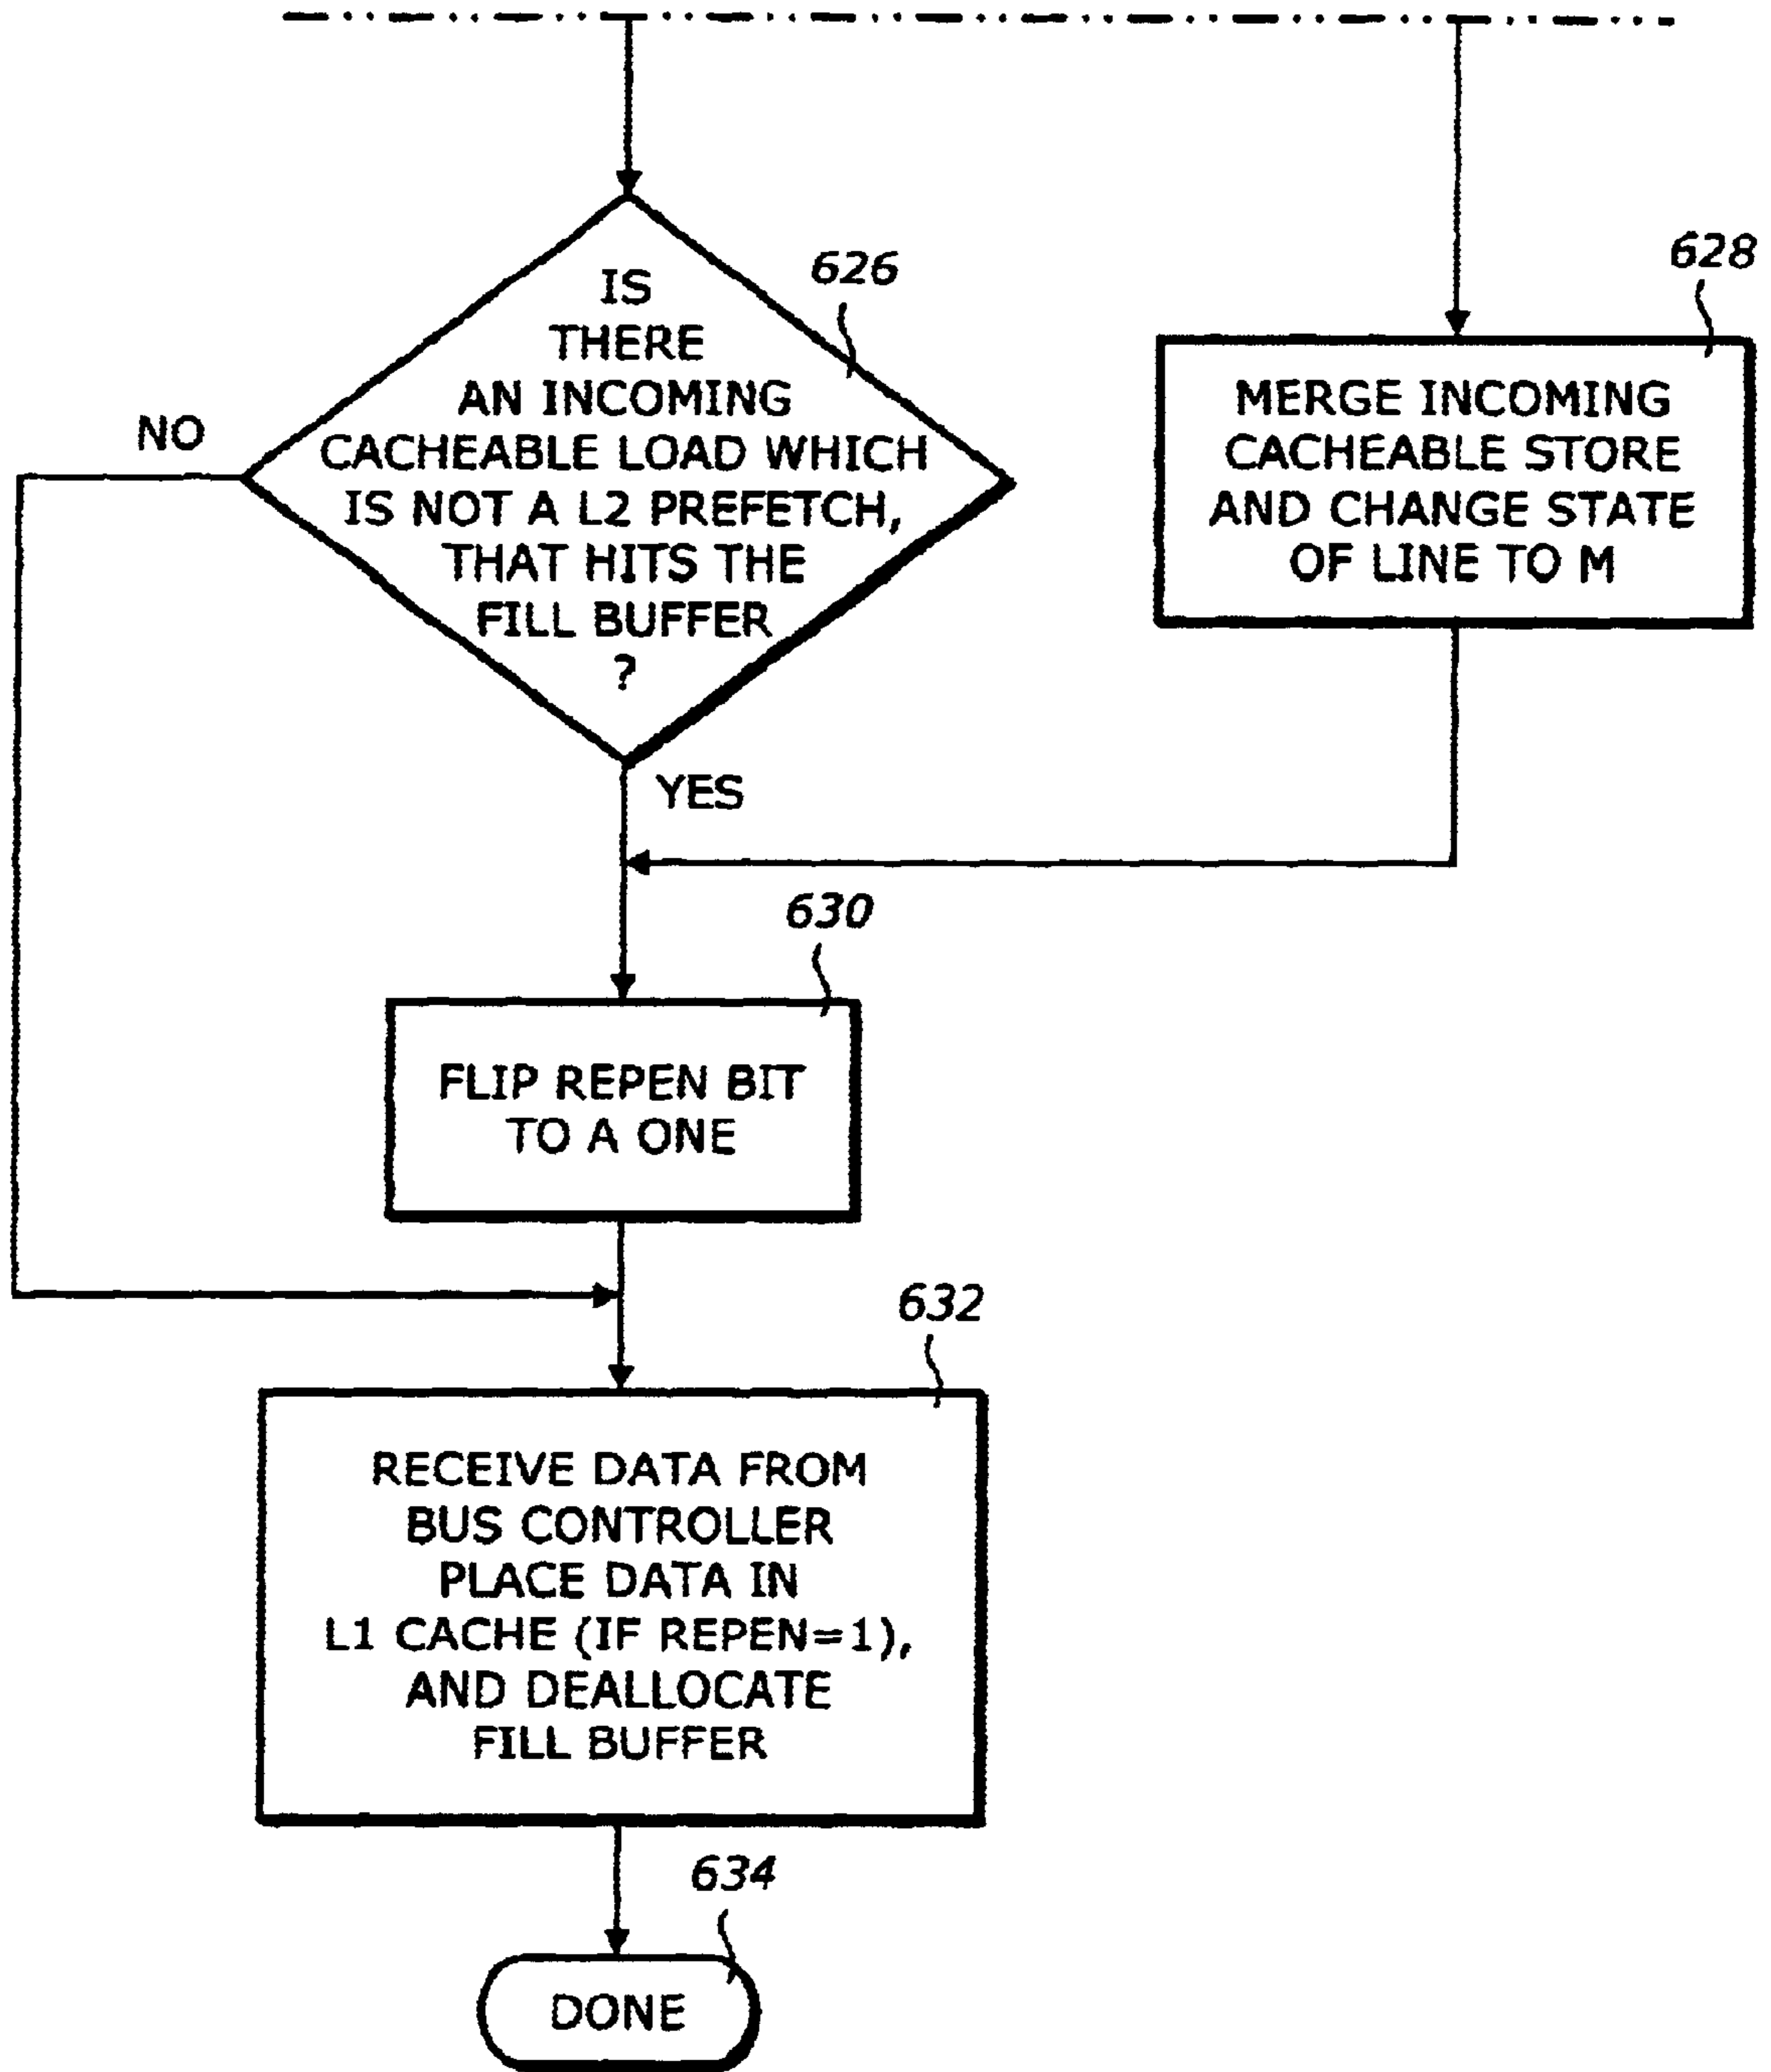 626
IS
THERE
AN INCOMING
CACHEABLE LOAD WHICH
IS NOT A L2 PREFETCH,
THAT HITS THE
FILL BUFFER
?
NO
YES
628
MERGE INCOMING
CACHEABLE STORE
AND CHANGE STATE
OF LINE TO M
630
FLIP REPEN BIT
TO A ONE
632
RECEIVE DATA FROM
BUS CONTROLLER
PLACE DATA IN
L1 CACHE (IF REPEN=1),
AND DEALLOCATE
FILL BUFFER
634
DONE